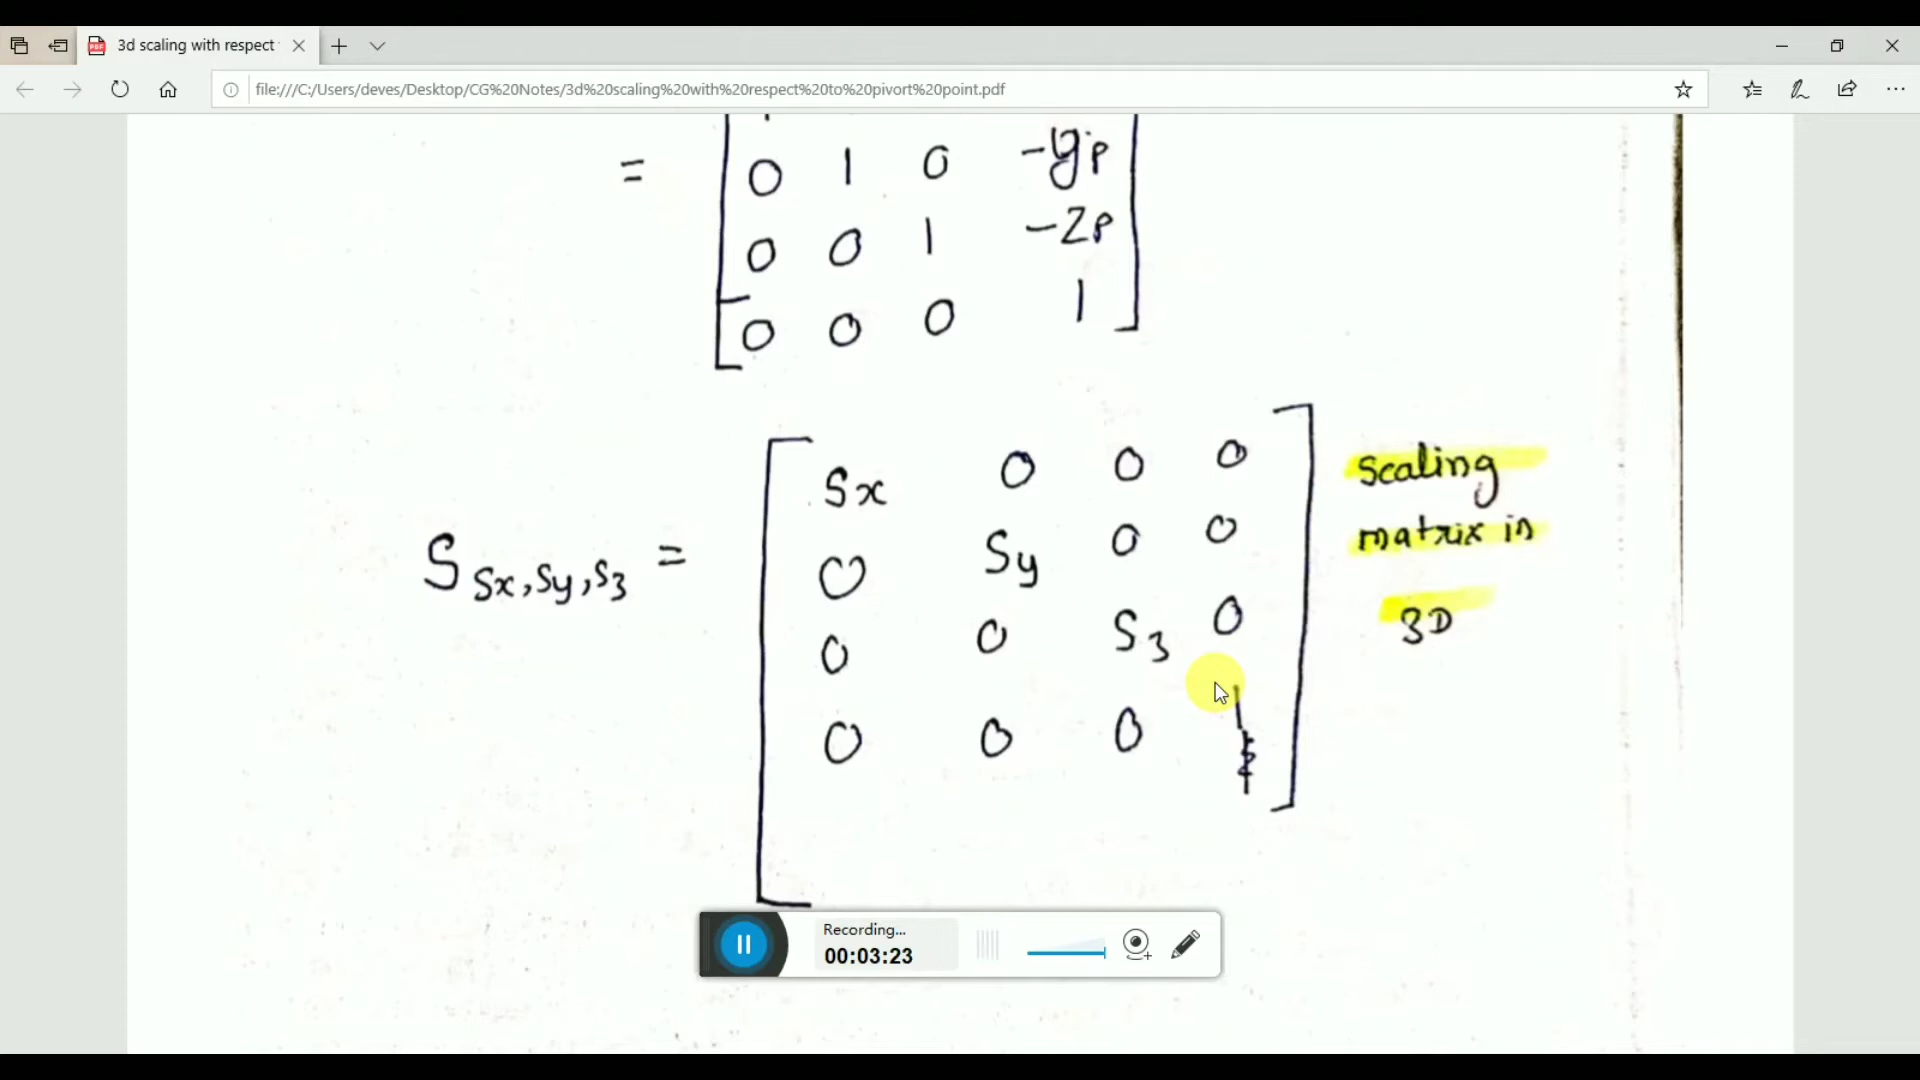 3d scaling with respect
file:///C:/Users/deves/Desktop/CG%20Notes/3d%20scaling%20with%20respect%20to%20pivort%20point.pdf
= 0 1 0 -yp
0 0 1 -Zp
0 0 0 1
Sx 0 0 0 Scaling
0 Sy 0 0 matrix in
S Sx, Sy, S3 =
0 0 S3 0 3D
0 0 0 1
Recording...
00:03:23